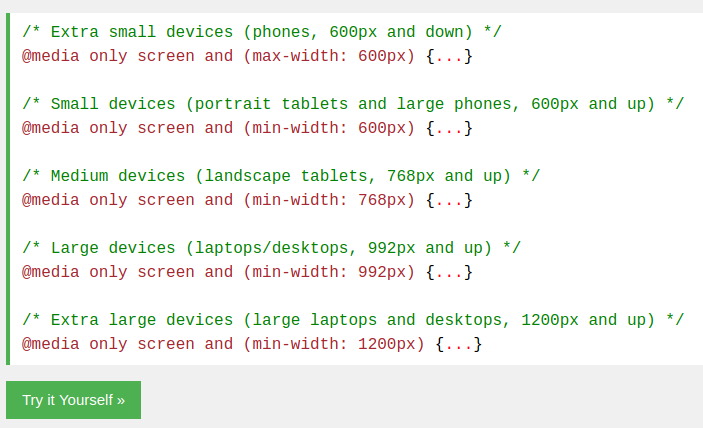 /* Extra small devices (phones, 600px and down) */
@media only screen and (max-width: 600px) {...}
/* Small devices (portrait tablets and large phones, 600px and up) */
@media only screen and (min-width: 600px) {...}
/* Medium devices (landscape tablets, 768px and up) */
@media only screen and (min-width: 768px) {...}
/* Large devices (laptops/desktops, 992px and up) */
@media only screen and (min-width: 992px) {...}
/* Extra large devices (large laptops and desktops, 1200px and up) */
@media only screen and (min-width: 1200px) {...}
Try it Yourself »